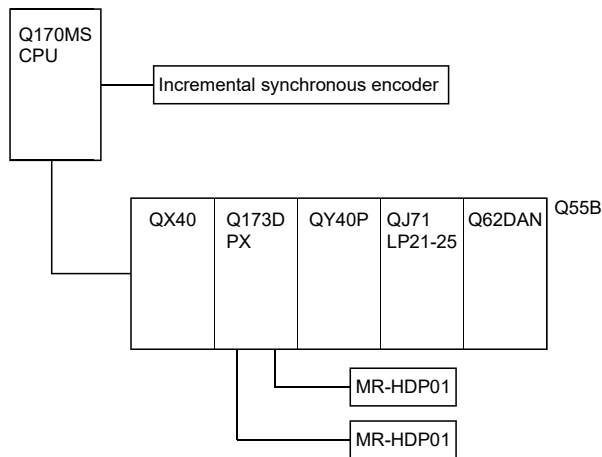 Q170MS
CPU
Incremental synchronous encoder
QX40
Q173D
PX
QY40P
QJ71
LP21-25
Q62DAN
Q55B
MR-HDP01
MR-HDP01